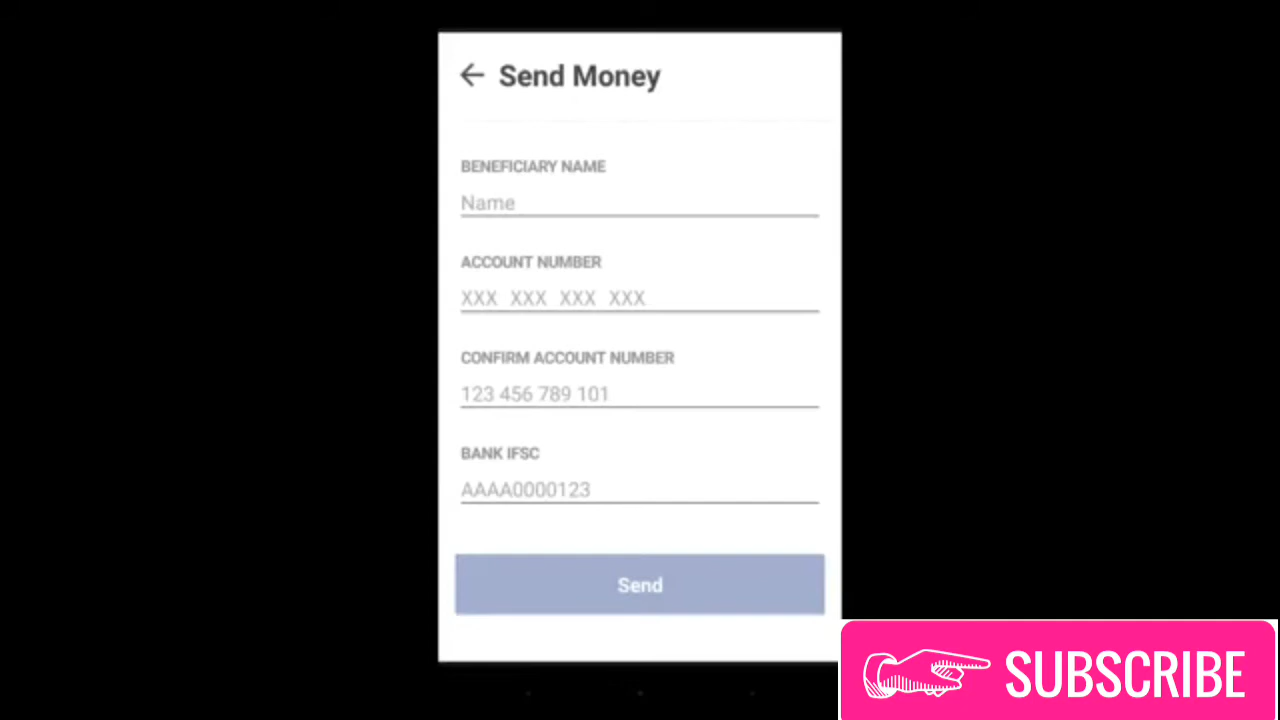 Send Money
BENEFICIARY NAME
Name
ACCOUNT NUMBER
XXX XXX XXX XXX
CONFIRM ACCOUNT NUMBER
123 456 789 101
BANK IFSC
AAAA0000123
Send
SUBSCRIBE